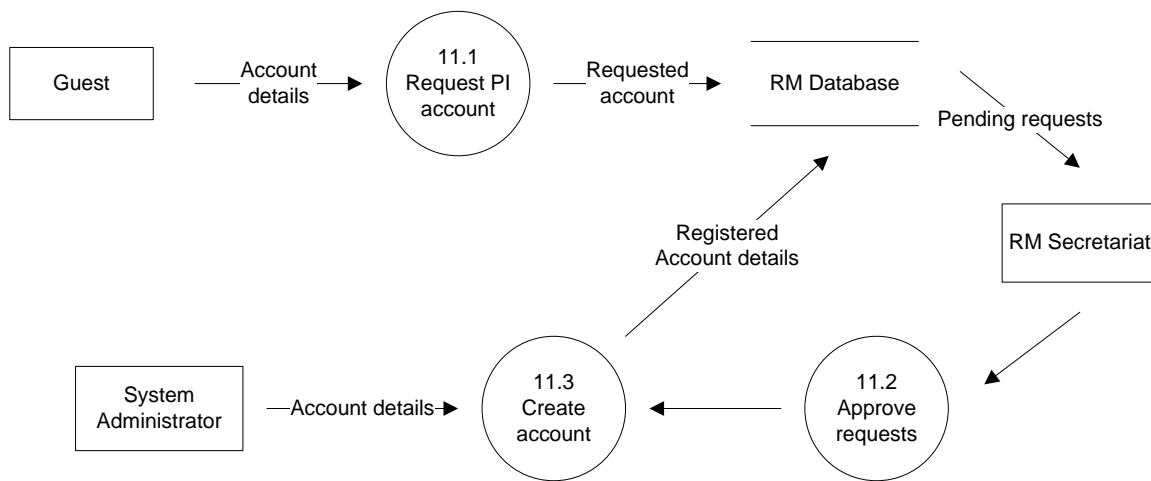 Guest
Account
details
11.1
Request PI
account
Requested
account
RM Database
Pending requests
RM Secretariat
Registered
Account details
System
Administrator
Account details
11.3
Create
account
11.2
Approve
requests